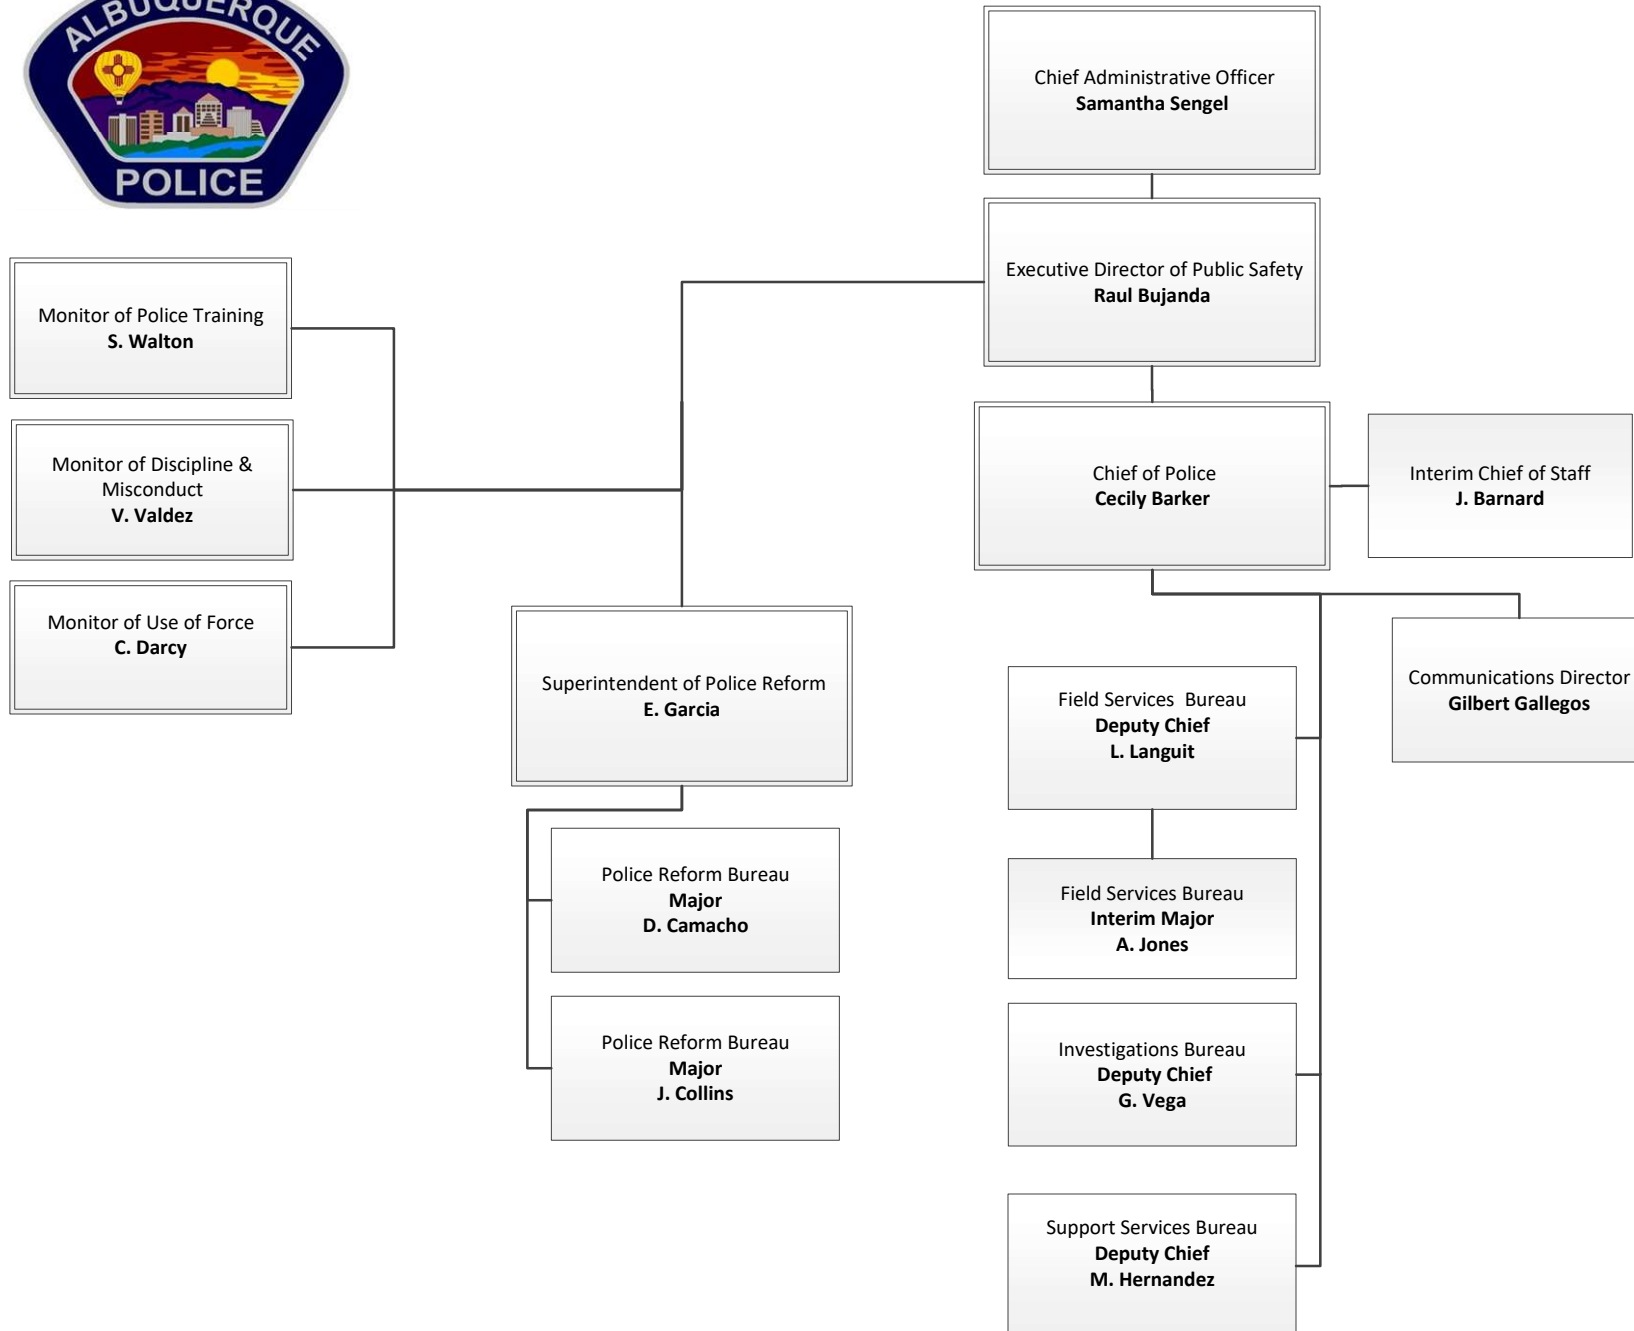 ALBUQUERQUE
POLICE
Chief Administrative Officer
Samantha Sengel
Executive Director of Public Safety
Raul Bujanda
Monitor of Police Training
S. Walton
Monitor of Discipline &
Misconduct
V. Valdez
Monitor of Use of Force
C. Darcy
Chief of Police
Cecily Barker
Interim Chief of Staff
J. Barnard
Superintendent of Police Reform
E. Garcia
Communications Director
Gilbert Gallegos
Police Reform Bureau
Major
D. Camacho
Police Reform Bureau
Major
J. Collins
Field Services  Bureau
Deputy Chief
L. Languit
Field Services Bureau
Interim Major
A. Jones
Investigations Bureau
Deputy Chief
G. Vega
Support Services Bureau
Deputy Chief
M. Hernandez